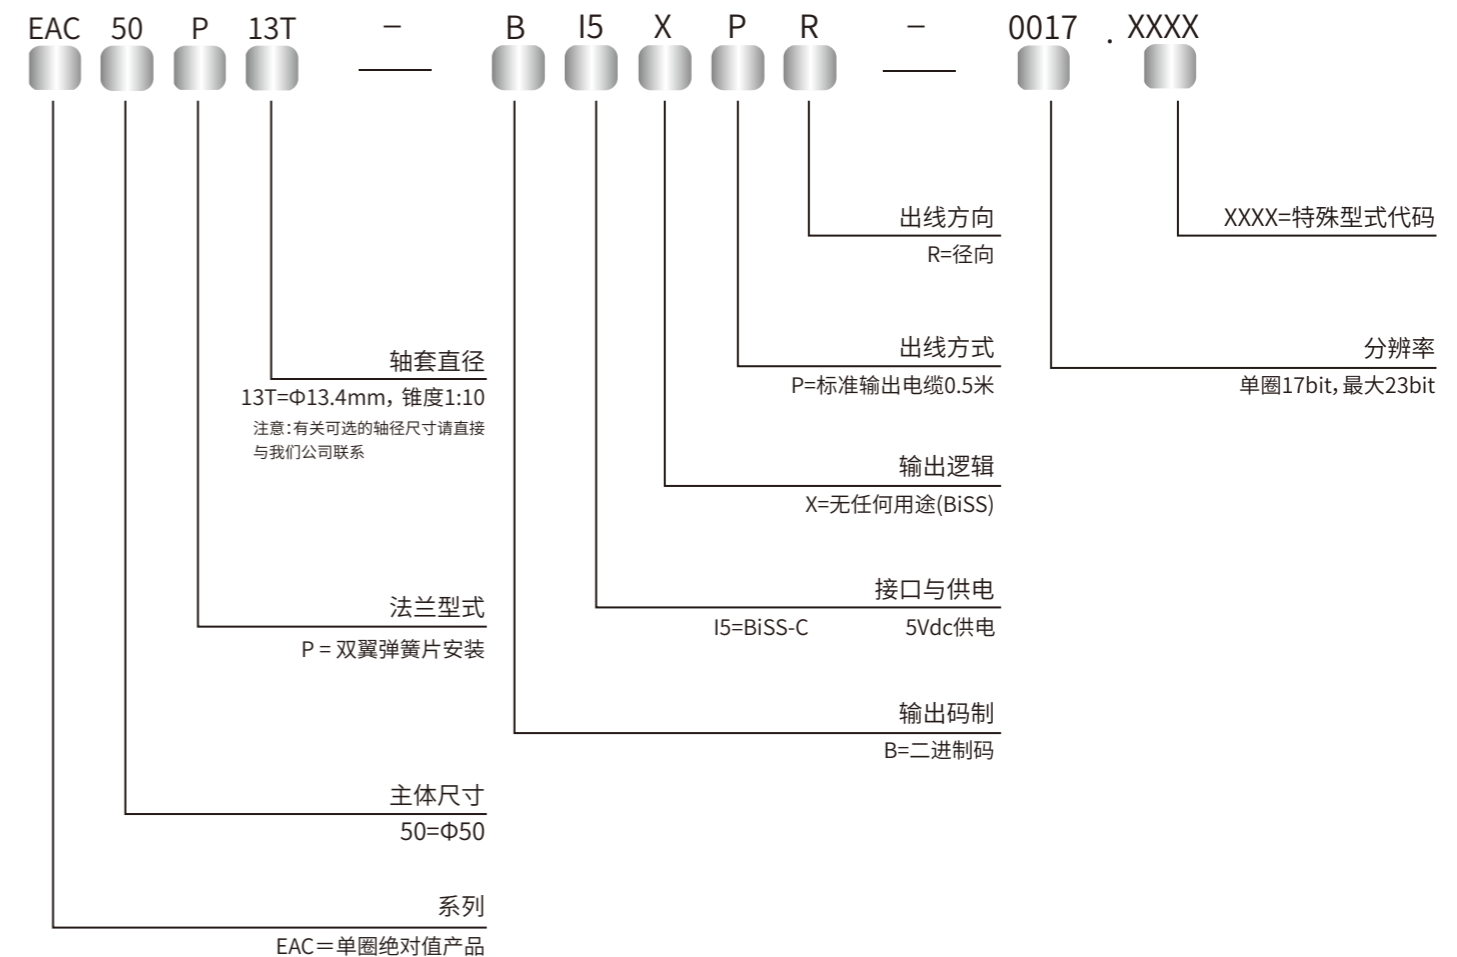 EAC 50 P 13T – B I5 X P R – 0017 . XXXX
出线方向
R=径向
XXXX=特殊型式代码
出线方式
P=标准输出电缆0.5米
分辨率
单圈17bit, 最大23bit
轴套直径
13T=Φ13.4mm, 锥度1:10
注意：有关可选的轴径尺寸请直接
与我们公司联系
输出逻辑
X=无任何用途(BiSS)
接口与供电
I5=BiSS-C 5Vdc供电
法兰型式
P = 双翼弹簧片安装
输出码制
B=二进制码
主体尺寸
50=Φ50
系列
EAC＝单圈绝对值产品